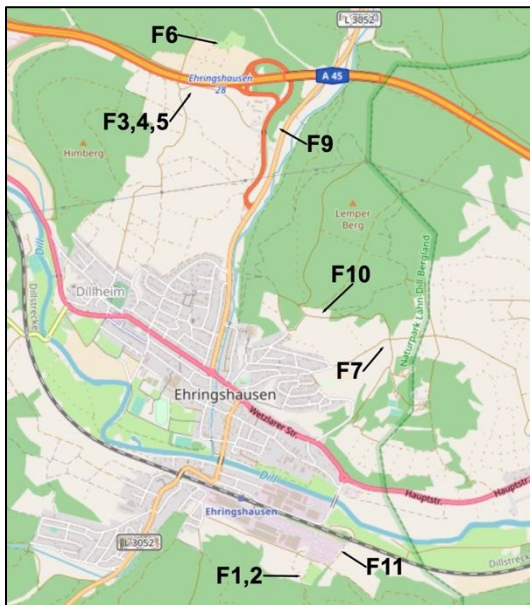 L 3052
F6
Ehringshausen
28
A 45
F3,4,5
F9
Himberg
Lemper
Berg
Dill
Dillstrecke
F10
Dillheim
Naturpark Lahn-Dill-Bergland
F7
Ehringshausen
Wetzlarer Str.
Dill
Hauptstr.
Hauptstr.
Ehringshausen
L 3052
F11
Dillstrecke
F1,2